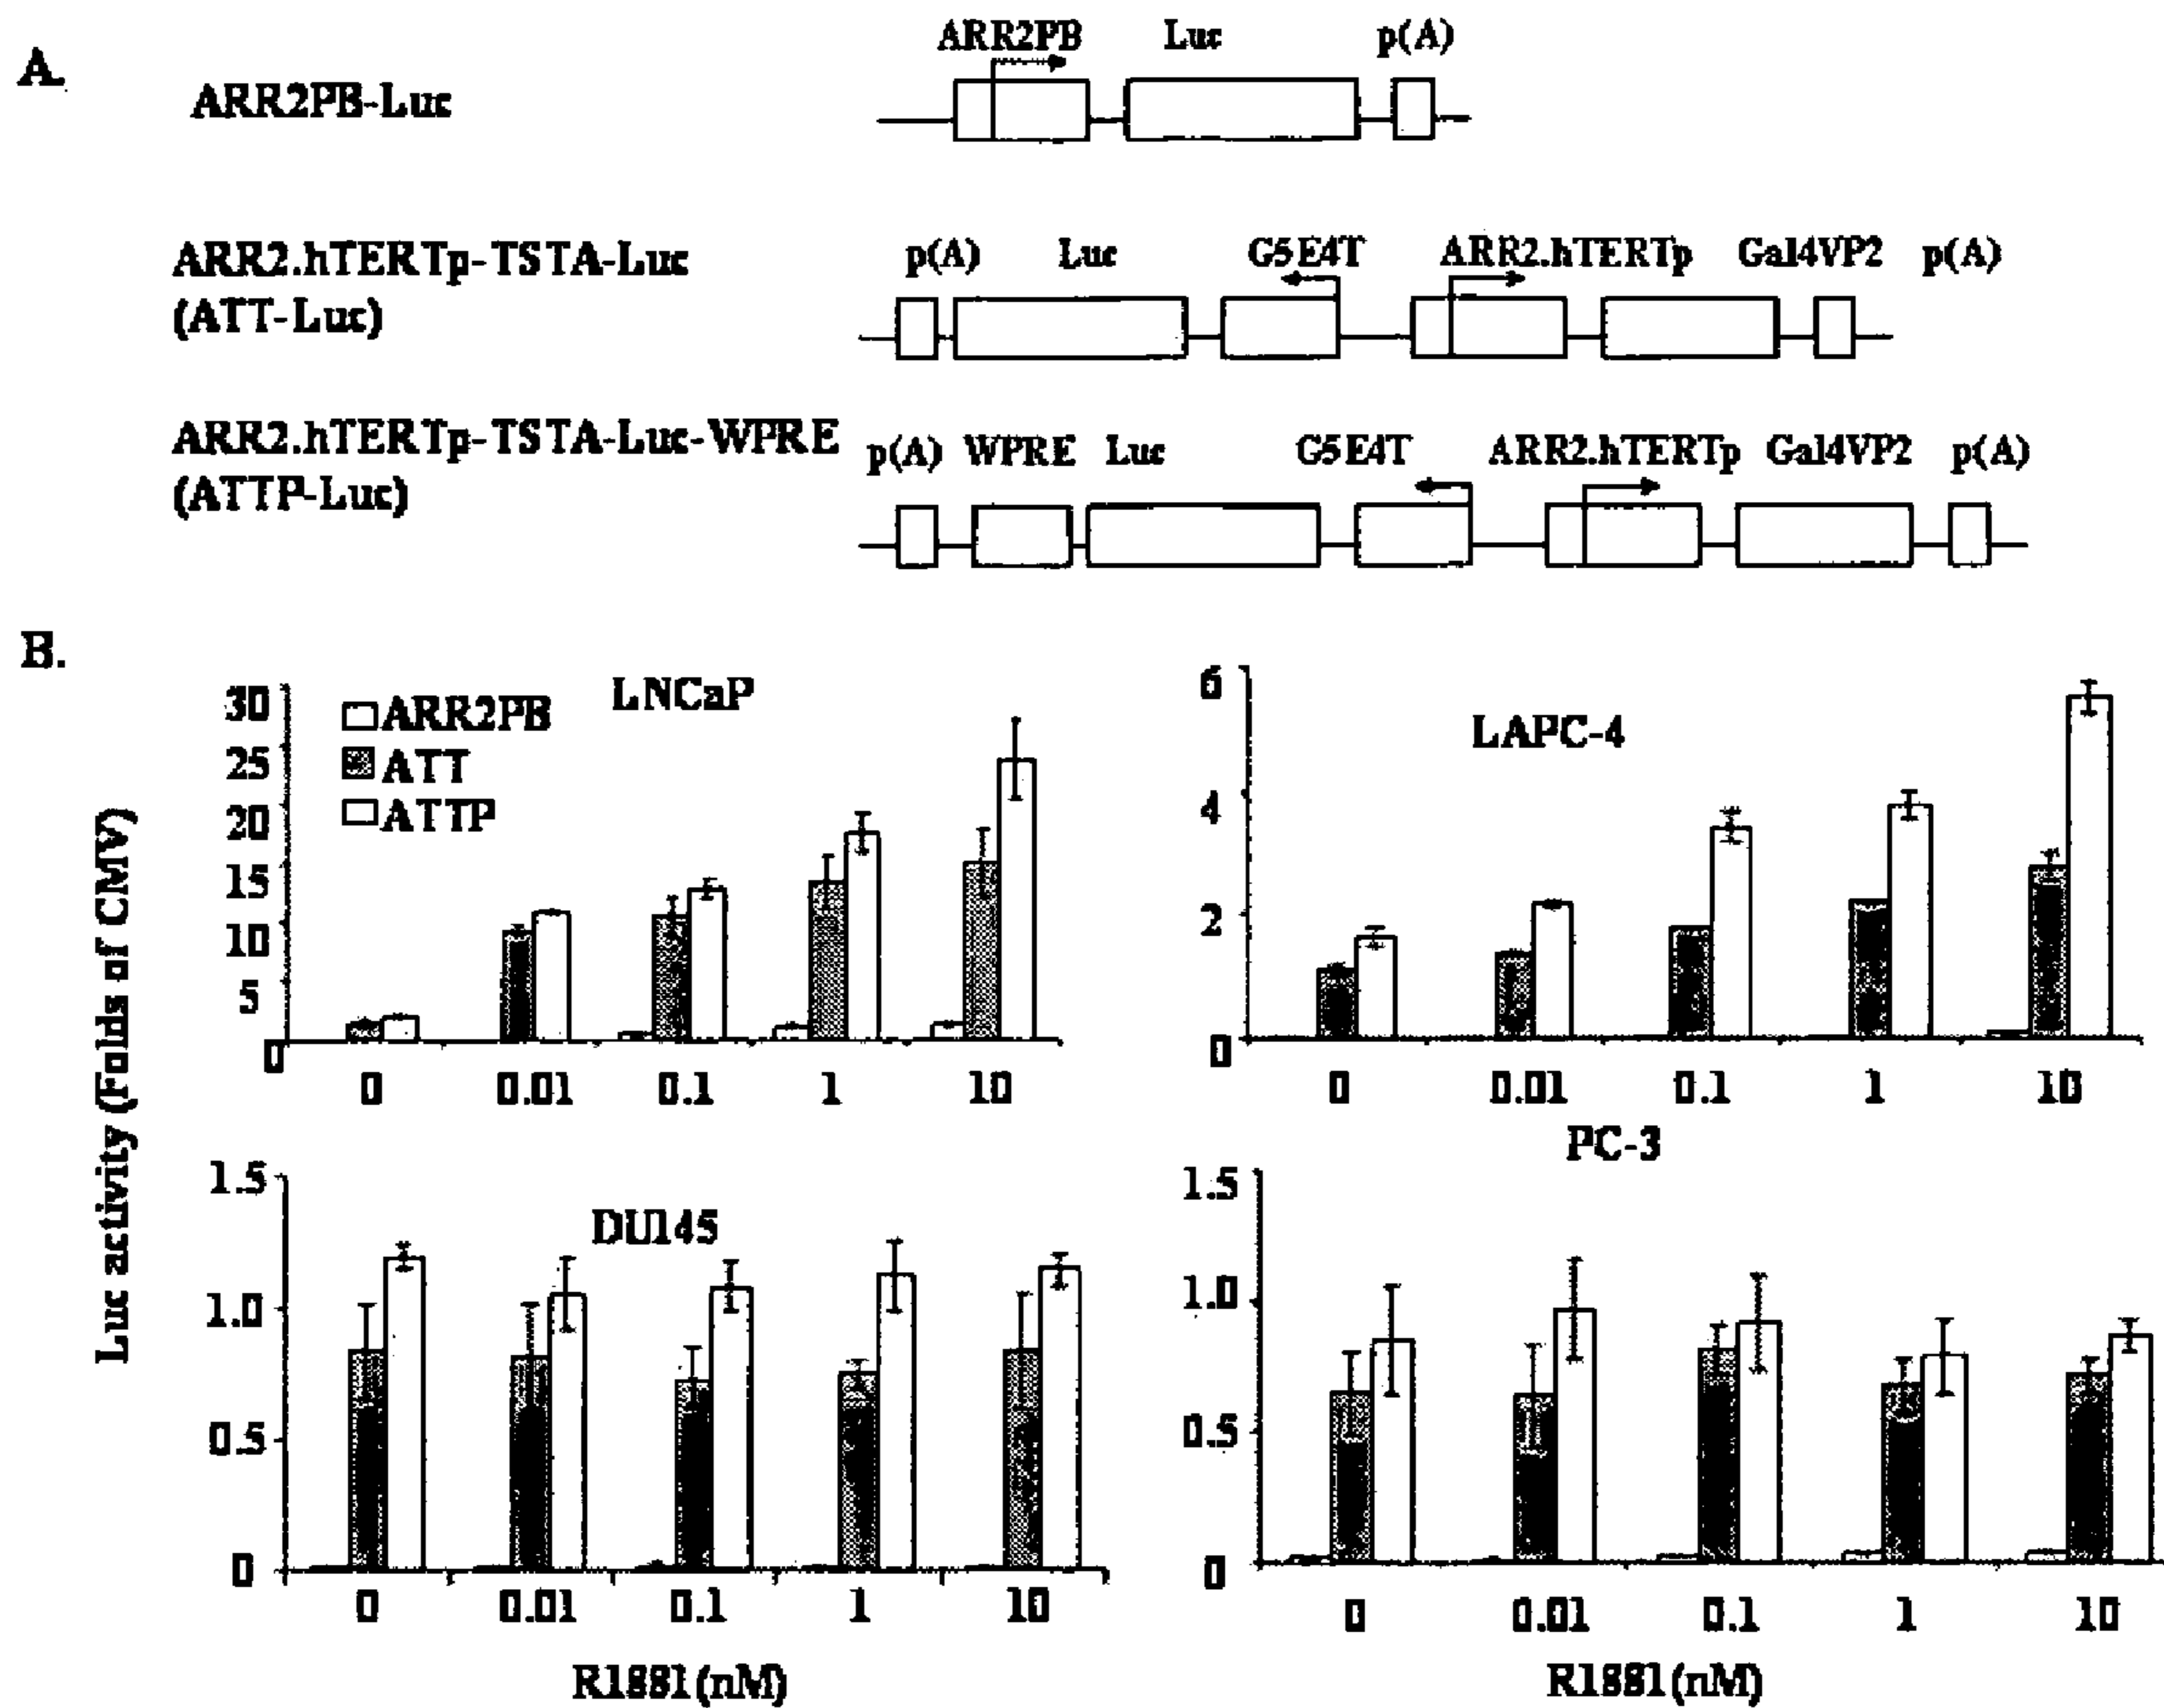 A.
ARR2PB-Luc
ARR2PB Luc p(A)
ARR2.hTERTp-TSTA-Luc
(ATT-Luc)
p(A) Luc G5E4T ARR2.hTERTp Gal4VP2 p(A)
ARR2.hTERTp-TSTA-Luc-WPRE
(ATTP-Luc)
p(A) WPRE Luc G5E4T ARR2.hTERTp Gal4VP2 p(A)
B.
Luc activity (Folds of CMV)
LNCaP
ARR2PB
ATT
ATTP
30
25
20
15
10
5
0
0 0.01 0.1 1 10
LAPC-4
6
4
2
0
0 0.01 0.1 1 10
DU145
1.5
1.0
0.5
0
0 0.01 0.1 1 10
R1881(nM)
PC-3
1.5
1.0
0.5
0
0 0.01 0.1 1 10
R1881(nM)